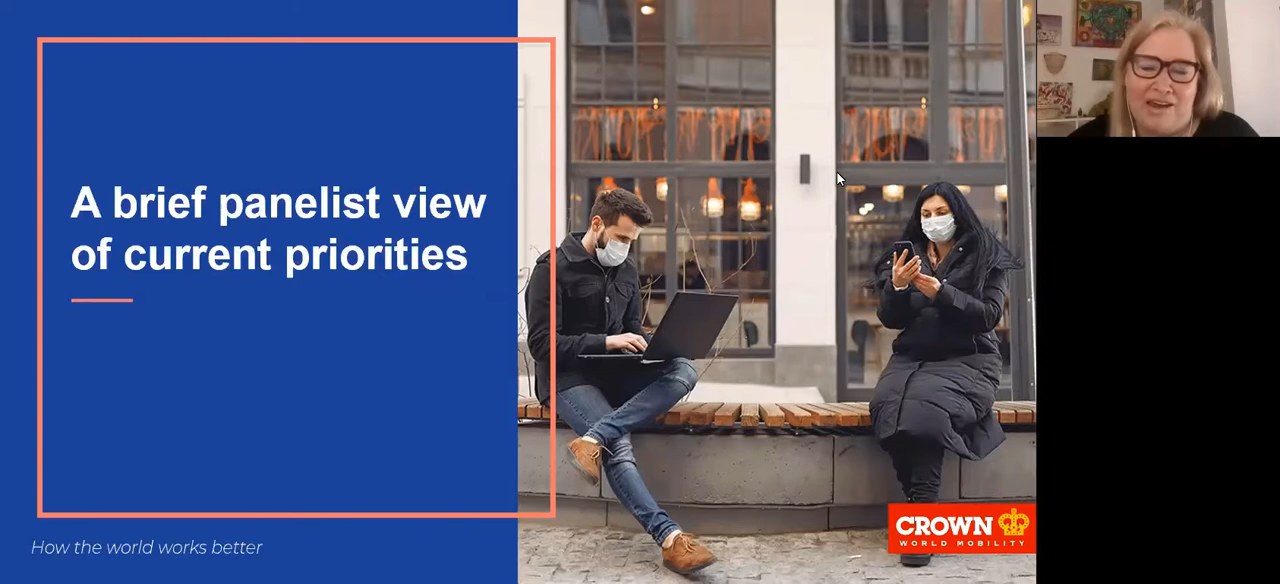 A brief panelist view
of current priorities
How the world works better
CROWN
WORLD MOBILITY